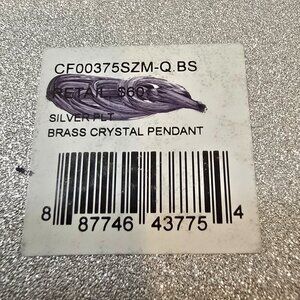 CF00375SZM-Q BS
RETAIL $60
SILVER PLT
BRASS CRYSTAL PENDANT
8 87746 43775 4